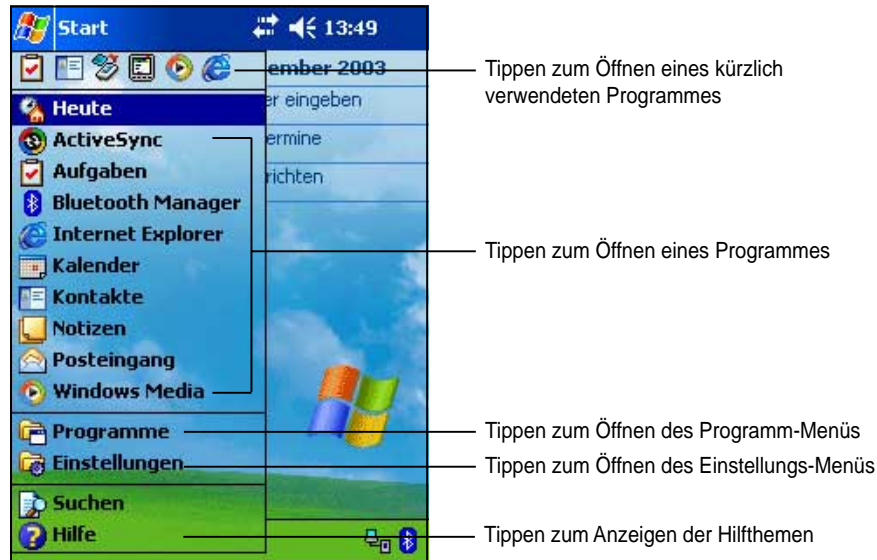 Start 13:49
ember 2003
Tippen zum Öffnen eines kürzlich
verwendeten Programmes
er eingeben
Heute
ActiveSync
ermine
Aufgaben
richten
Bluetooth Manager
Internet Explorer
Tippen zum Öffnen eines Programmes
Kalender
Kontakte
Notizen
Posteingang
Windows Media
Programme
Tippen zum Öffnen des Programm-Menüs
Einstellungen
Tippen zum Öffnen des Einstellungs-Menüs
Suchen
Hilfe
Tippen zum Anzeigen der Hilfthemen